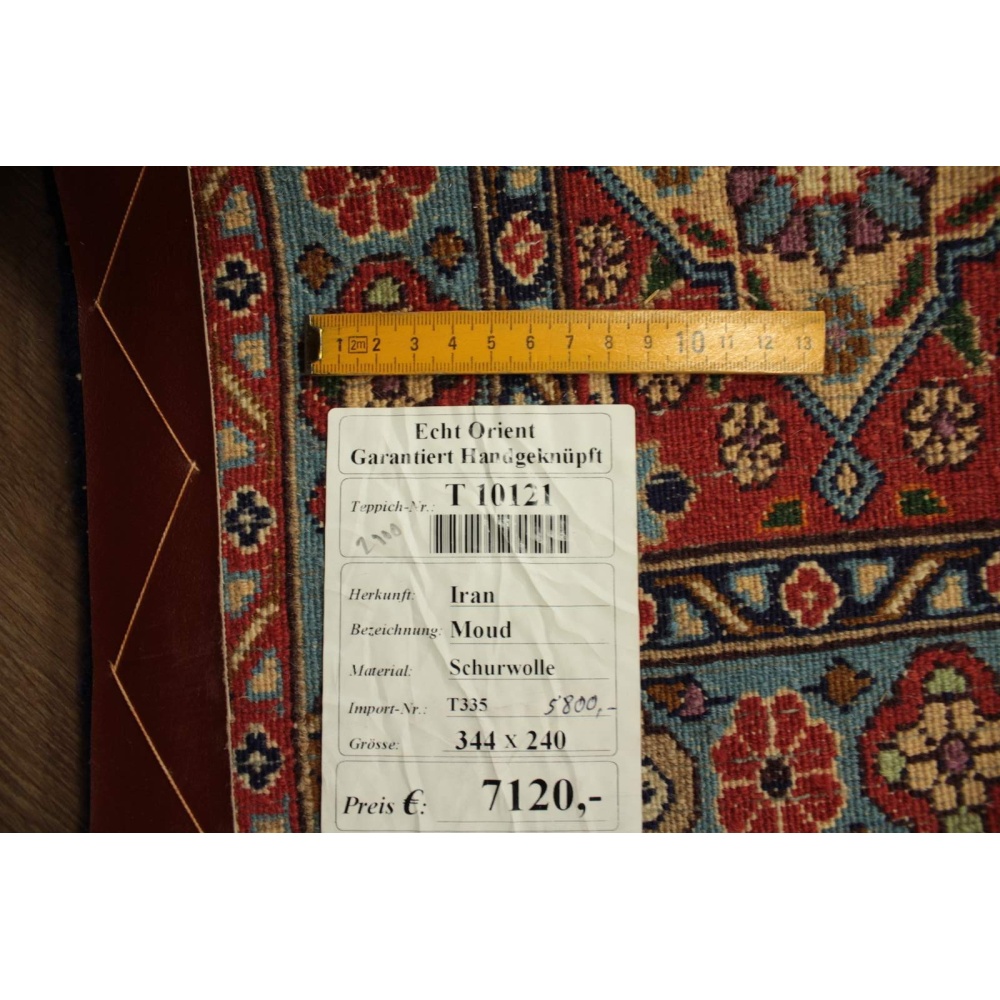 1 2m 2 3 4 5 6 7 8 9 10 11 12 13
Echt Orient
Garantiert Handgeknüpft
Teppich-Nr.: T 10121
Herkunft: Iran
Bezeichnung: Moud
Material: Schurwolle
Import-Nr.: T335 5800,-
Grösse: 344 x 240
Preis €: 7120,-